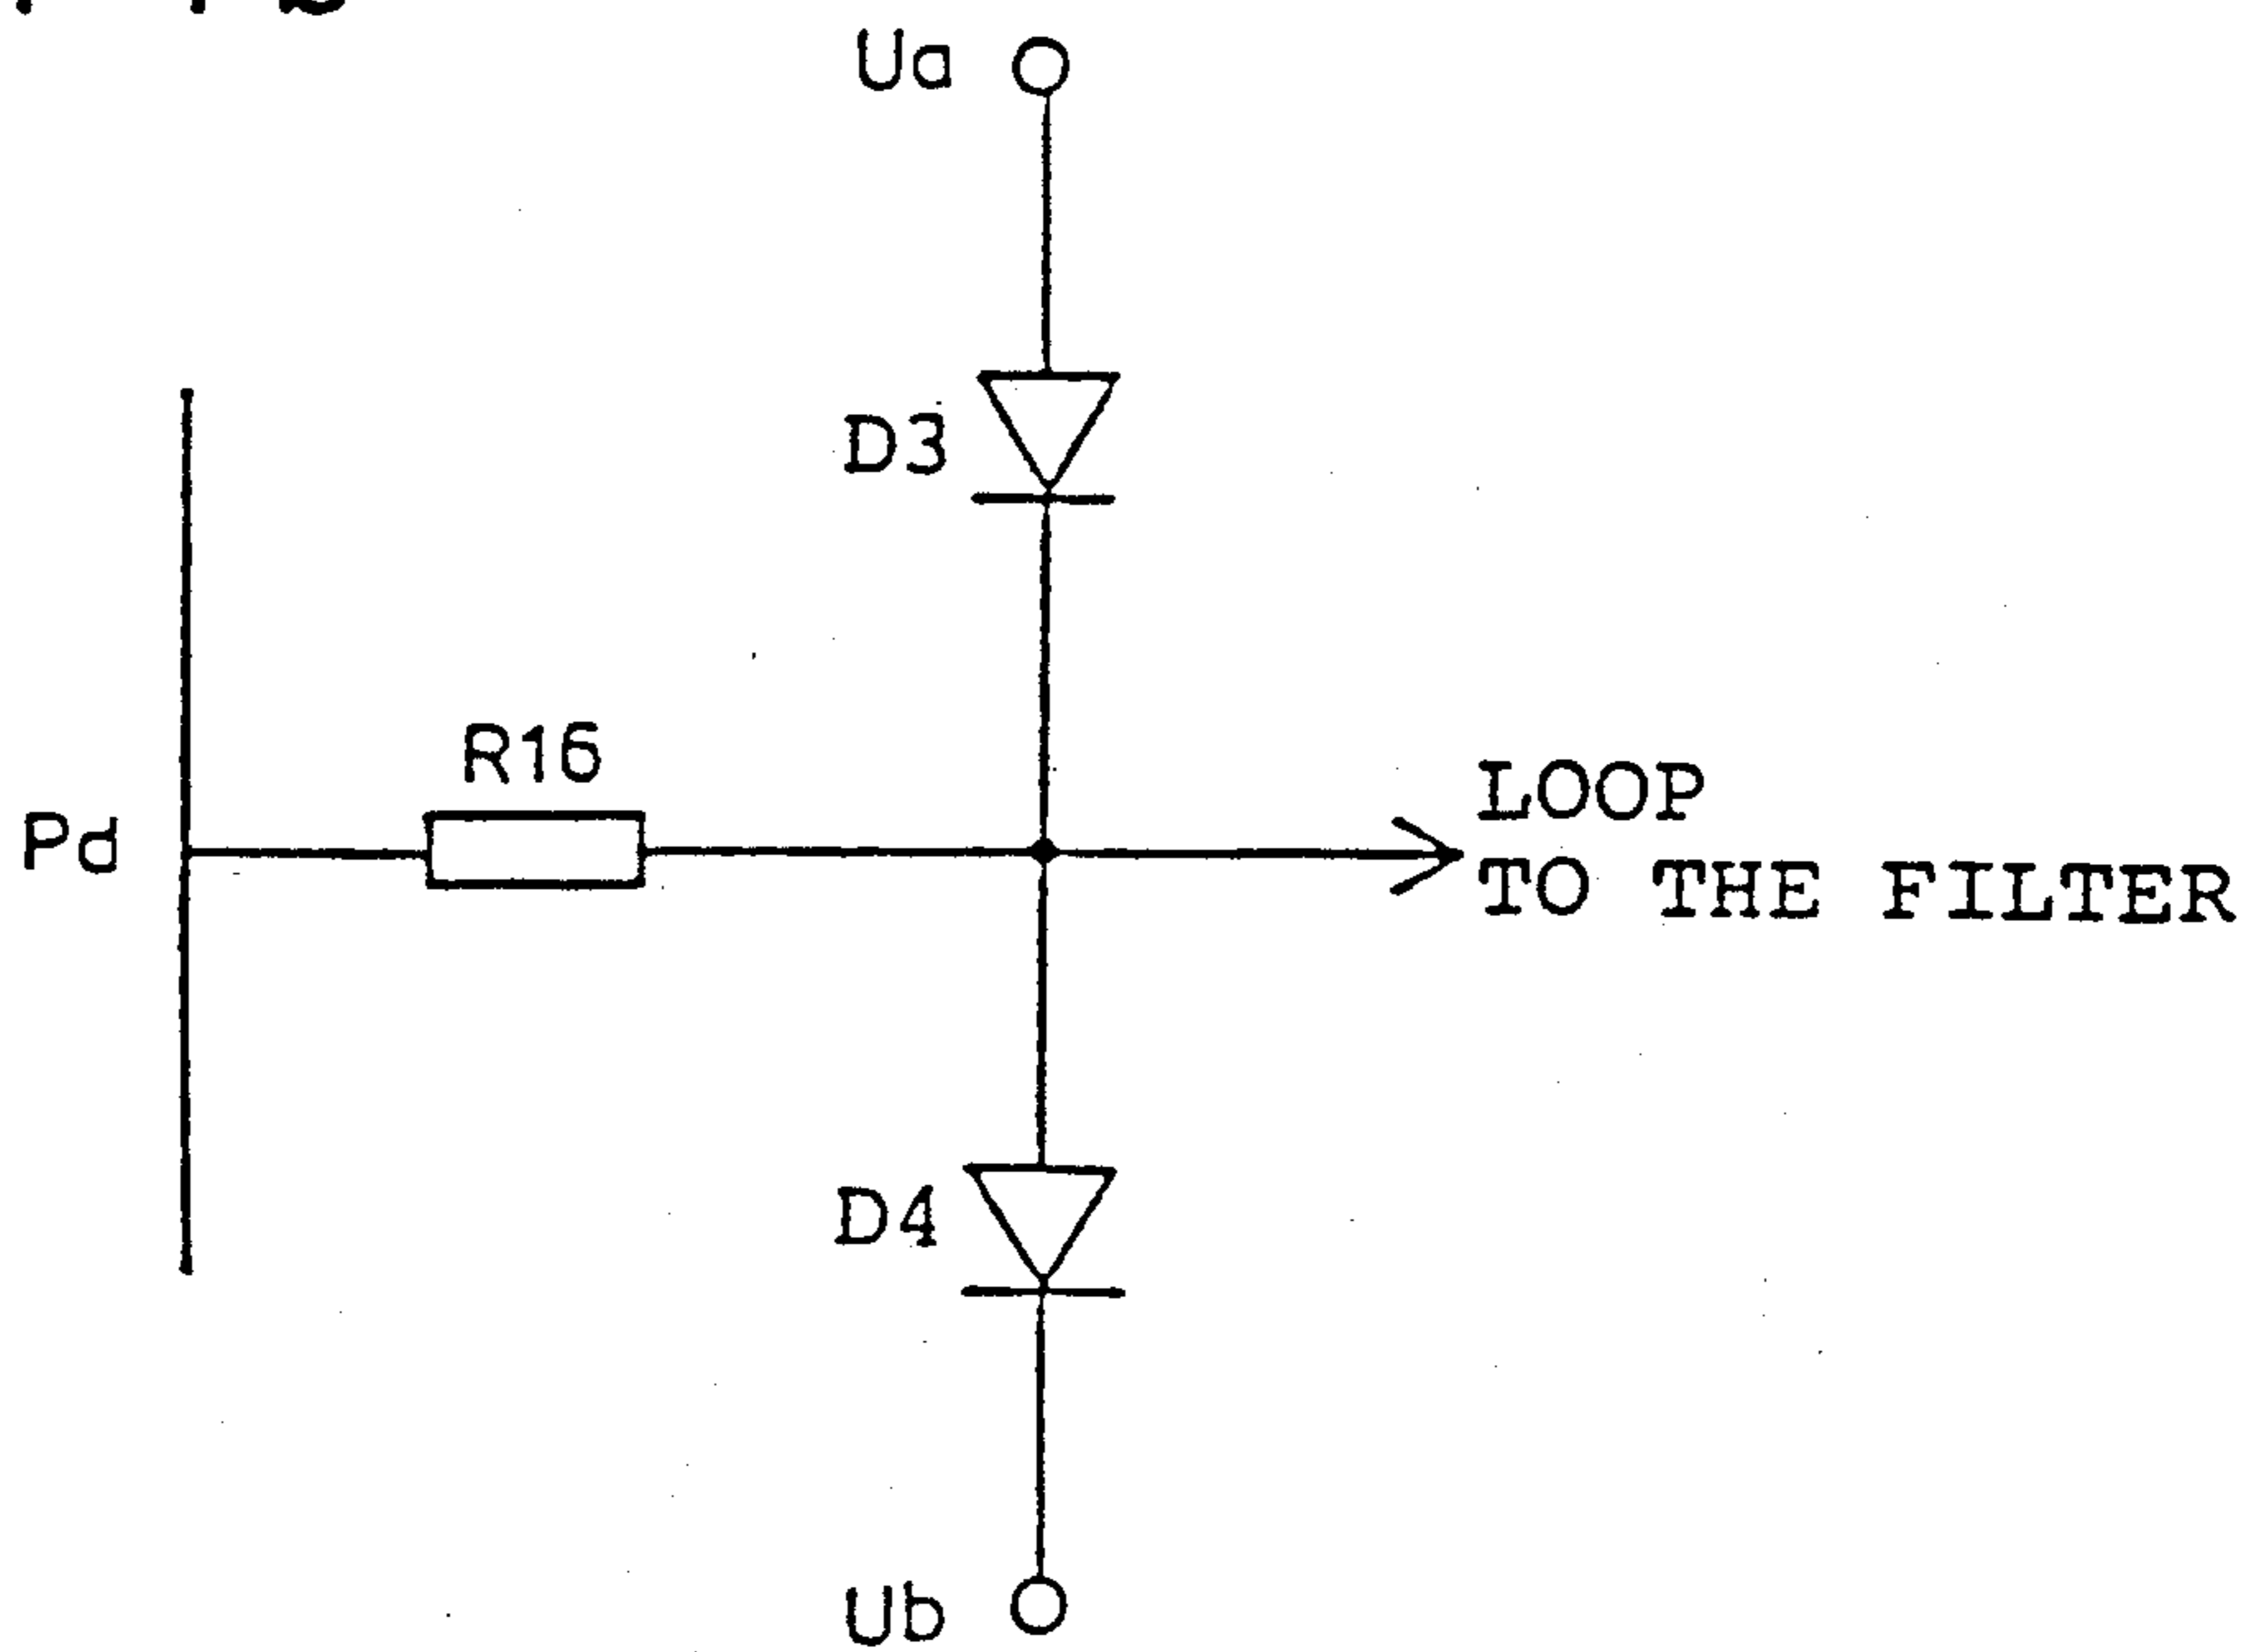 Ua
D3
R16
Pd
LOOP
TO THE FILTER
D4
Ub